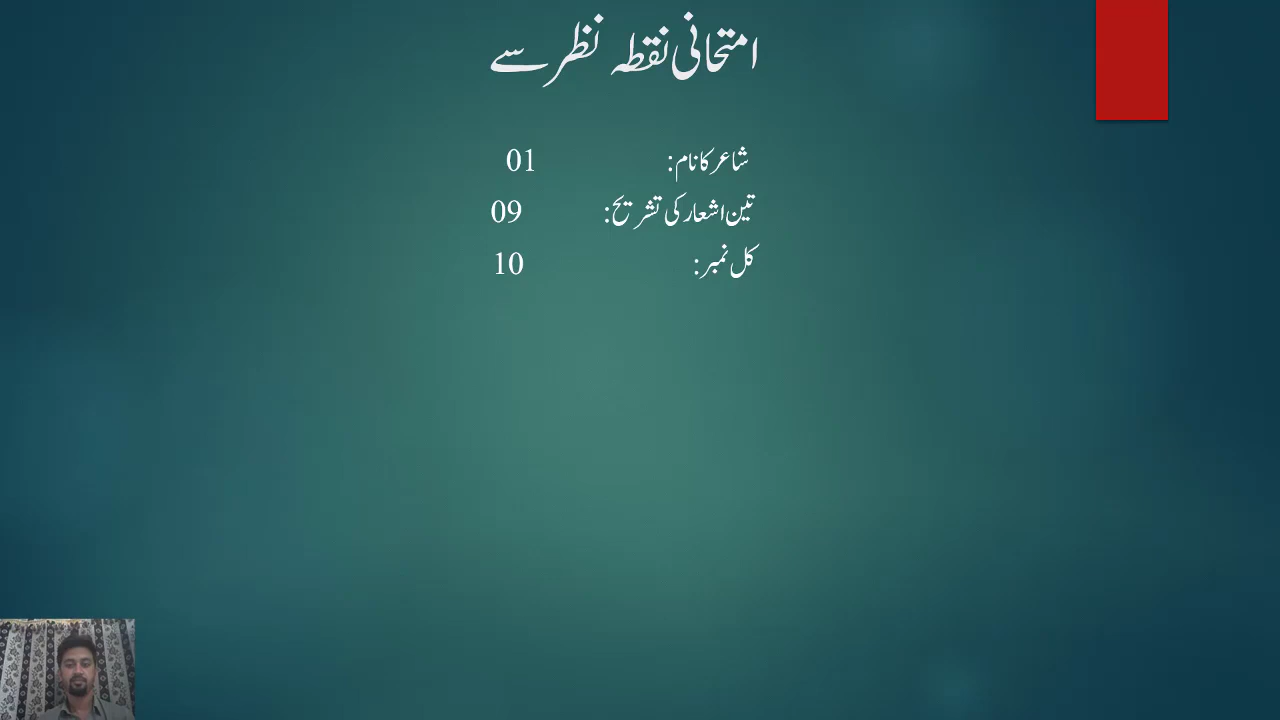 امتحانی نقطہ نظر سے
شاعر کا نام: 01
تین اشعار کی تشریح: 09
کل نمبر: 10